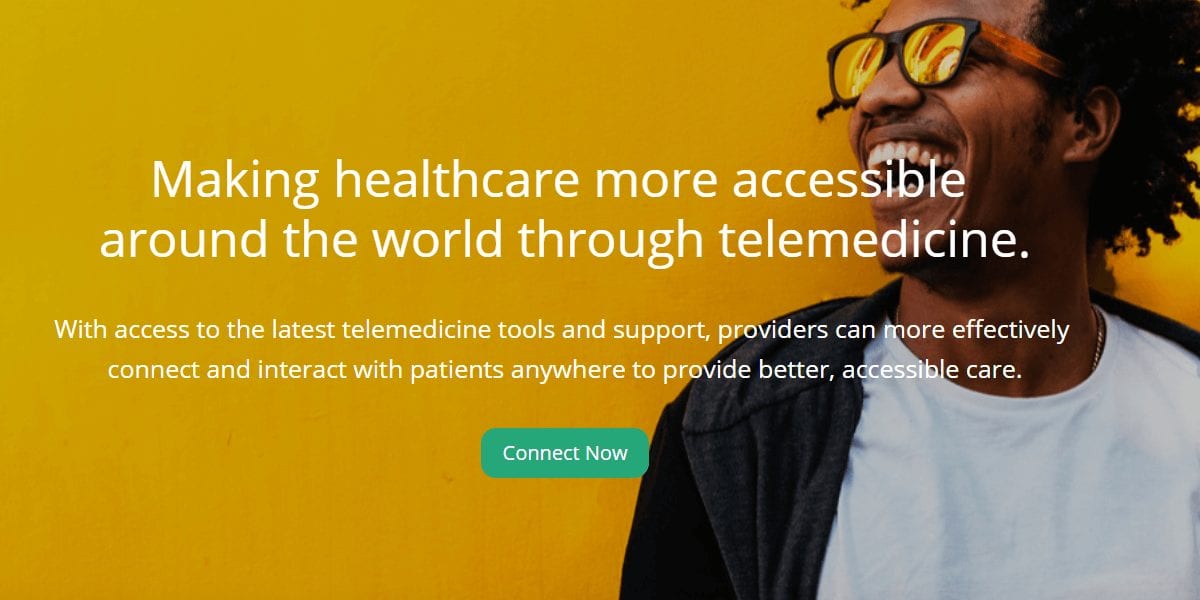 Making healthcare more accessible
around the world through telemedicine.
With access to the latest telemedicine tools and support, providers can more effectively
connect and interact with patients anywhere to provide better, accessible care.
Connect Now